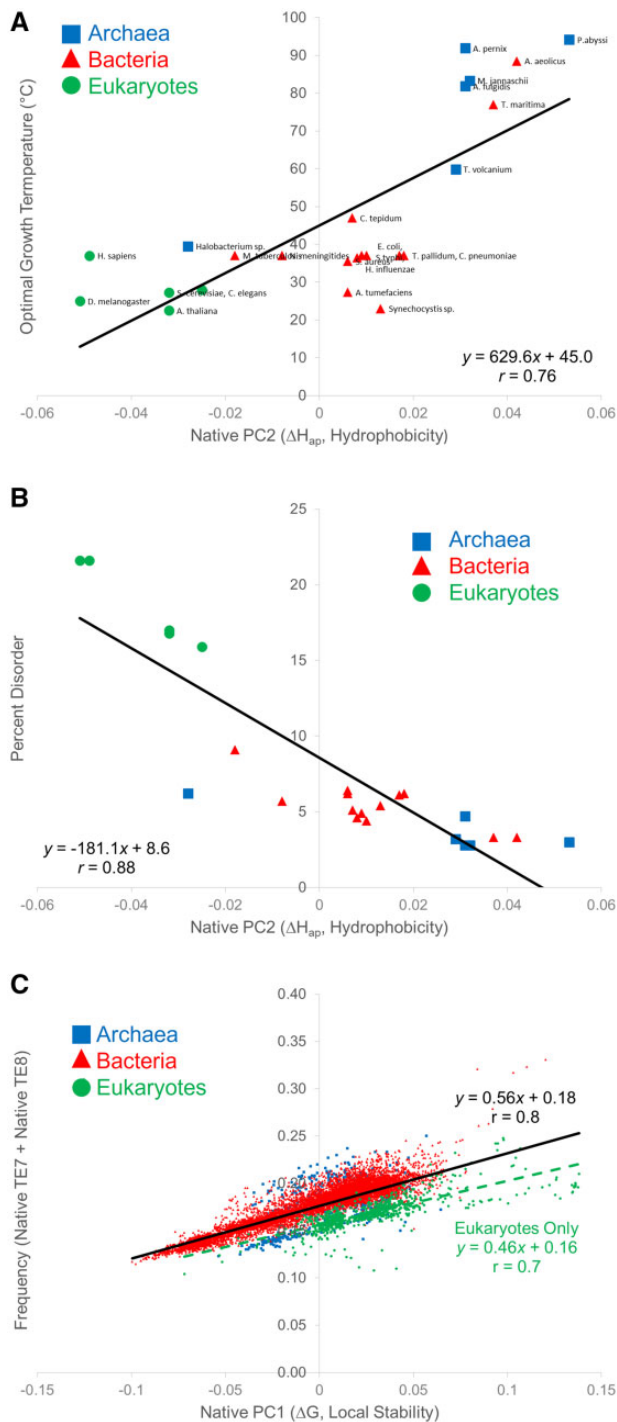 A
Archaea
Bacteria
Eukaryotes
Optimal Growth Termperature (°C)
100
90
80
70
60
50
40
30
20
10
0
P.abyssi
A. pernix
A. aeolicus
M. jannaschii
A. fulgidis
T. maritima
T. volcanium
C. tepidum
Halobacterium sp.
H. sapiens
M. tuberculosis
N. meningitides
E. coli,
S.typhi
S. aureus
T. pallidum, C. pneumoniae
H. influenzae
D. melanogaster
S. cerevisiae, C. elegans
A. thaliana
A. tumefaciens
Synechocystis sp.
y = 629.6x + 45.0
r = 0.76
-0.06 -0.04 -0.02 0 0.02 0.04 0.06
Native PC2 (ΔHap, Hydrophobicity)
B
25
20
15
10
5
0
Percent Disorder
Archaea
Bacteria
Eukaryotes
y = -181.1x + 8.6
r = 0.88
-0.06 -0.04 -0.02 0 0.02 0.04 0.06
Native PC2 (ΔHap, Hydrophobicity)
C
0.40
0.35
0.30
0.25
0.20
0.15
0.10
0.05
0.00
Frequency (Native TE7 + Native TE8)
Archaea
Bacteria
Eukaryotes
y = 0.56x + 0.18
r = 0.8
Eukaryotes Only
y = 0.46x + 0.16
r = 0.7
-0.15 -0.1 -0.05 0 0.05 0.1 0.15
Native PC1 (ΔG, Local Stability)